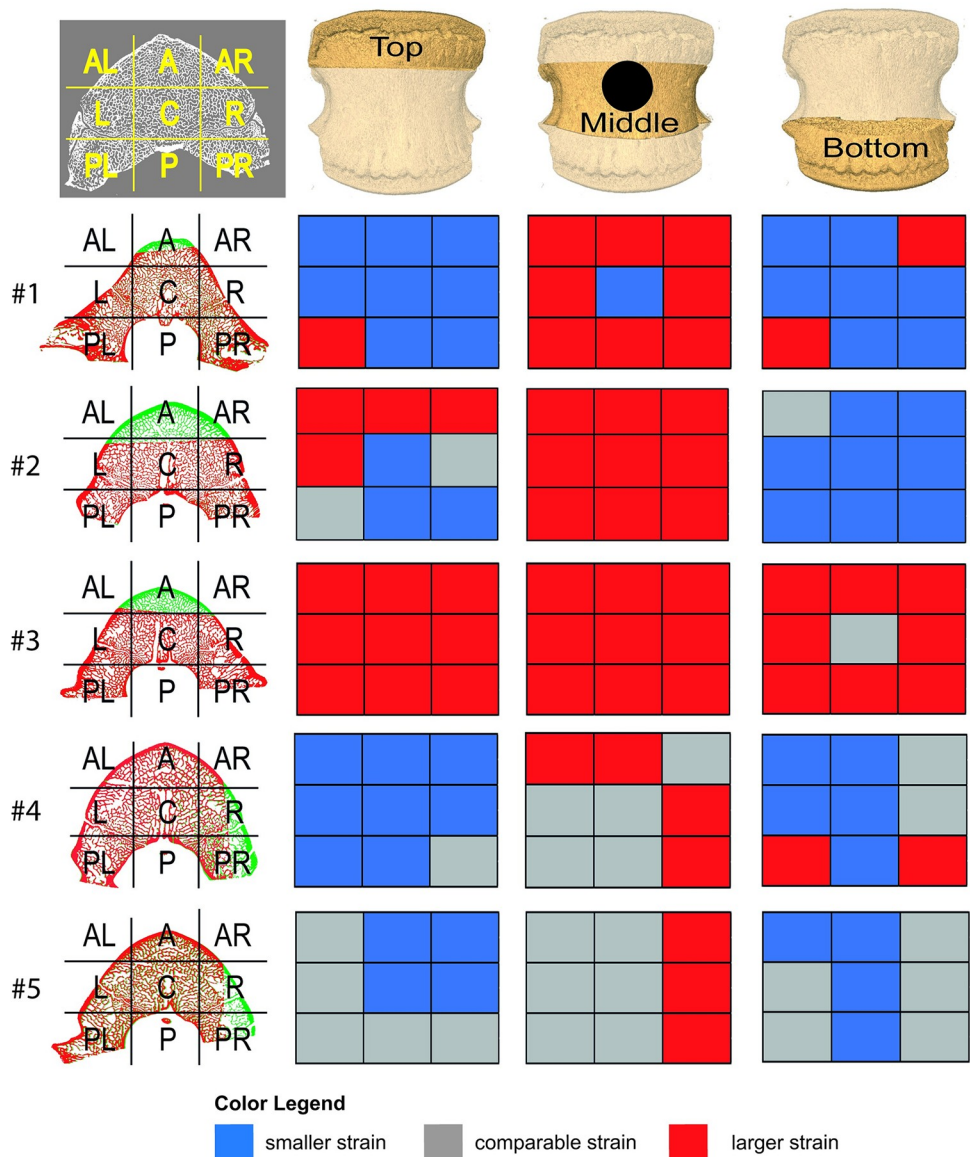 AL A AR
L C R
PL P PR
Top
Middle
Bottom
AL A AR
#1 L C R
PL P PR
AL A AR
#2 L C R
PL P PR
AL A AR
#3 L C R
PL P PR
AL A AR
#4 L C R
PL P PR
AL A AR
#5 L C R
PL P PR
Color Legend
smaller strain comparable strain larger strain